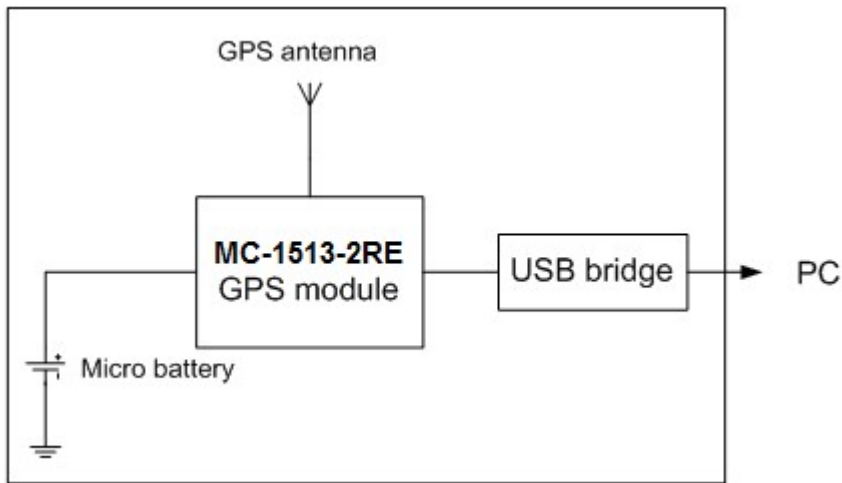 GPS antenna
MC-1513-2RE
GPS module
USB bridge
PC
Micro battery